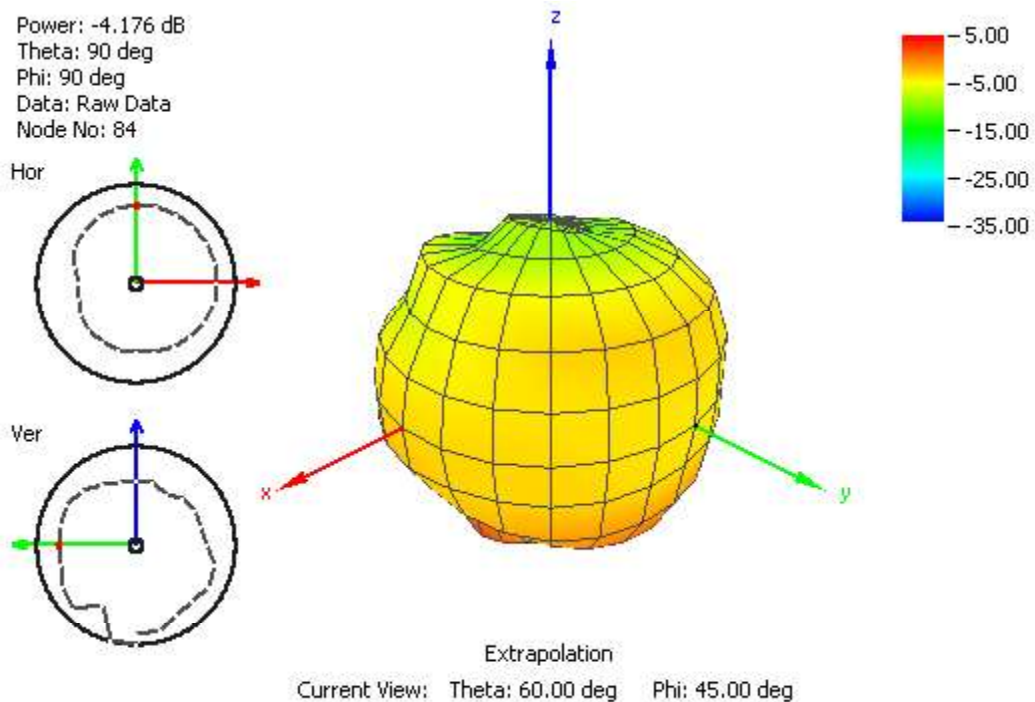 Power: -4.176 dB
Theta: 90 deg
Phi: 90 deg
Data: Raw Data
Node No: 84
Hor
Ver
z
x
y
5.00
-5.00
-15.00
-25.00
-35.00
Extrapolation
Current View: Theta: 60.00 deg Phi: 45.00 deg